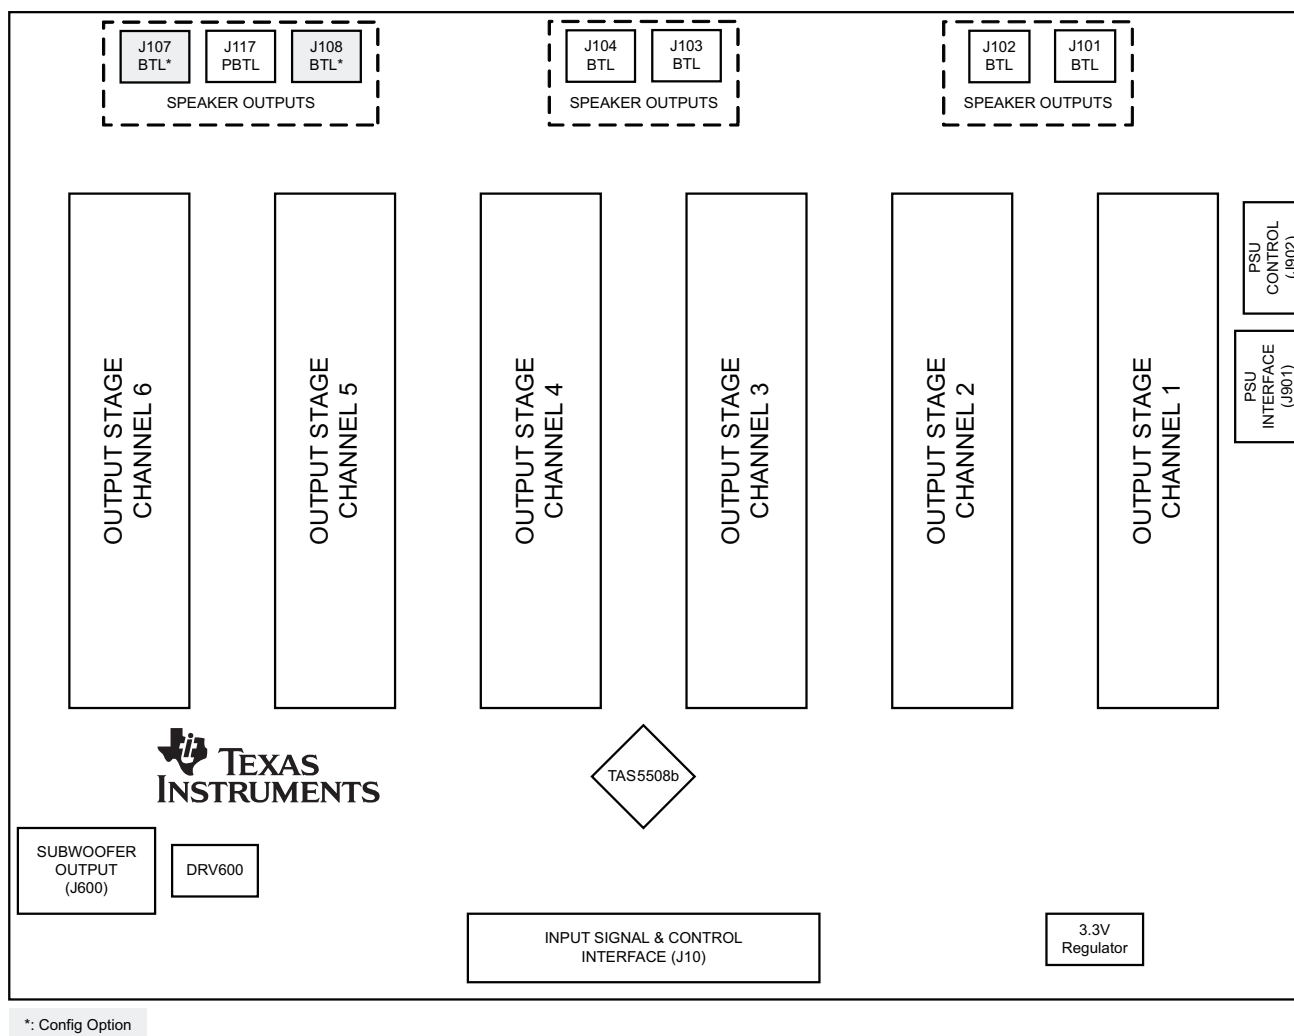 J107
BTL*
J117
PBTL
J108
BTL*
SPEAKER OUTPUTS
J104
BTL
J103
BTL
SPEAKER OUTPUTS
J102
BTL
J101
BTL
SPEAKER OUTPUTS
OUTPUT STAGE
CHANNEL 6
OUTPUT STAGE
CHANNEL 5
OUTPUT STAGE
CHANNEL 4
OUTPUT STAGE
CHANNEL 3
OUTPUT STAGE
CHANNEL 2
OUTPUT STAGE
CHANNEL 1
PSU
CONTROL
(J902)
PSU
INTERFACE
(J901)
ti
TEXAS
INSTRUMENTS
TAS5508b
SUBWOOFER
OUTPUT
(J600)
DRV600
INPUT SIGNAL & CONTROL
INTERFACE (J10)
3.3V
Regulator
*: Config Option